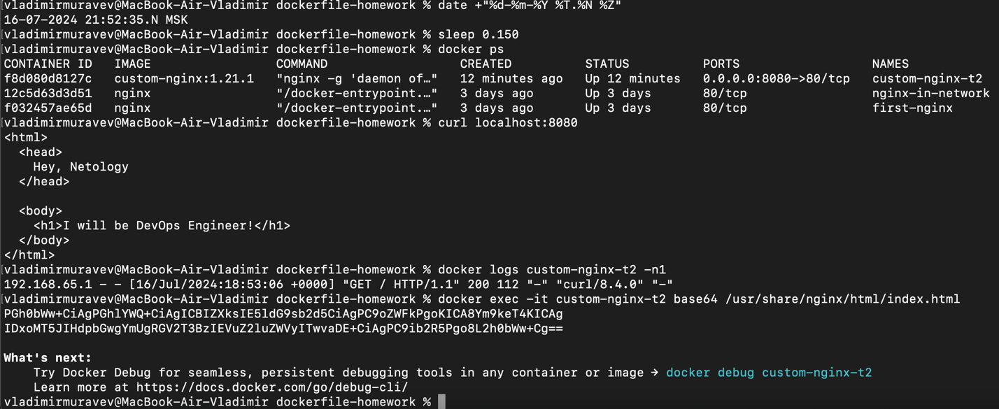 vladimirmuravev@MacBook-Air-Vladimir dockerfile-homework % date +"%d-%m-%Y %T.%N %Z"
16-07-2024 21:52:35.N MSK
[vladimirmuravev@MacBook-Air-Vladimir dockerfile-homework % sleep 0.150
[vladimirmuravev@MacBook-Air-Vladimir dockerfile-homework % docker ps
CONTAINER ID   IMAGE                 COMMAND                  CREATED          STATUS          PORTS                  NAMES
f8d080d8127c   custom-nginx:1.21.1   "nginx -g 'daemon of…"   12 minutes ago   Up 12 minutes   0.0.0.0:8080->80/tcp   custom-nginx-t2
12c5d63d3d51   nginx                 "/docker-entrypoint.…"   3 days ago       Up 3 days       80/tcp                 nginx-in-network
f032457ae65d   nginx                 "/docker-entrypoint.…"   3 days ago       Up 3 days       80/tcp                 first-nginx
[vladimirmuravev@MacBook-Air-Vladimir dockerfile-homework % curl localhost:8080
<html>
  <head>
    Hey, Netology
  </head>
  <body>
    <h1>I will be DevOps Engineer!</h1>
  </body>
</html>
[vladimirmuravev@MacBook-Air-Vladimir dockerfile-homework % docker logs custom-nginx-t2 -n1
192.168.65.1 - - [16/Jul/2024:18:53:06 +0000] "GET / HTTP/1.1" 200 112 "-" "curl/8.4.0" "-"
[vladimirmuravev@MacBook-Air-Vladimir dockerfile-homework % docker exec -it custom-nginx-t2 base64 /usr/share/nginx/html/index.html
PGh0bWw+CiAgPGhlYWQ+CiAgICBIZXksIE5ldG9sb2d5CiAgPC9oZWFkPgoKICA8Ym9keT4KICAg
IDxoMT5JIHdpbGwgYmUgRGV2T3BzIEVuZ2luZWVyITwvaDE+CiAgPC9ib2R5Pgo8L2h0bWw+Cg==
What's next:
    Try Docker Debug for seamless, persistent debugging tools in any container or image → docker debug custom-nginx-t2
    Learn more at https://docs.docker.com/go/debug-cli/
vladimirmuravev@MacBook-Air-Vladimir dockerfile-homework %